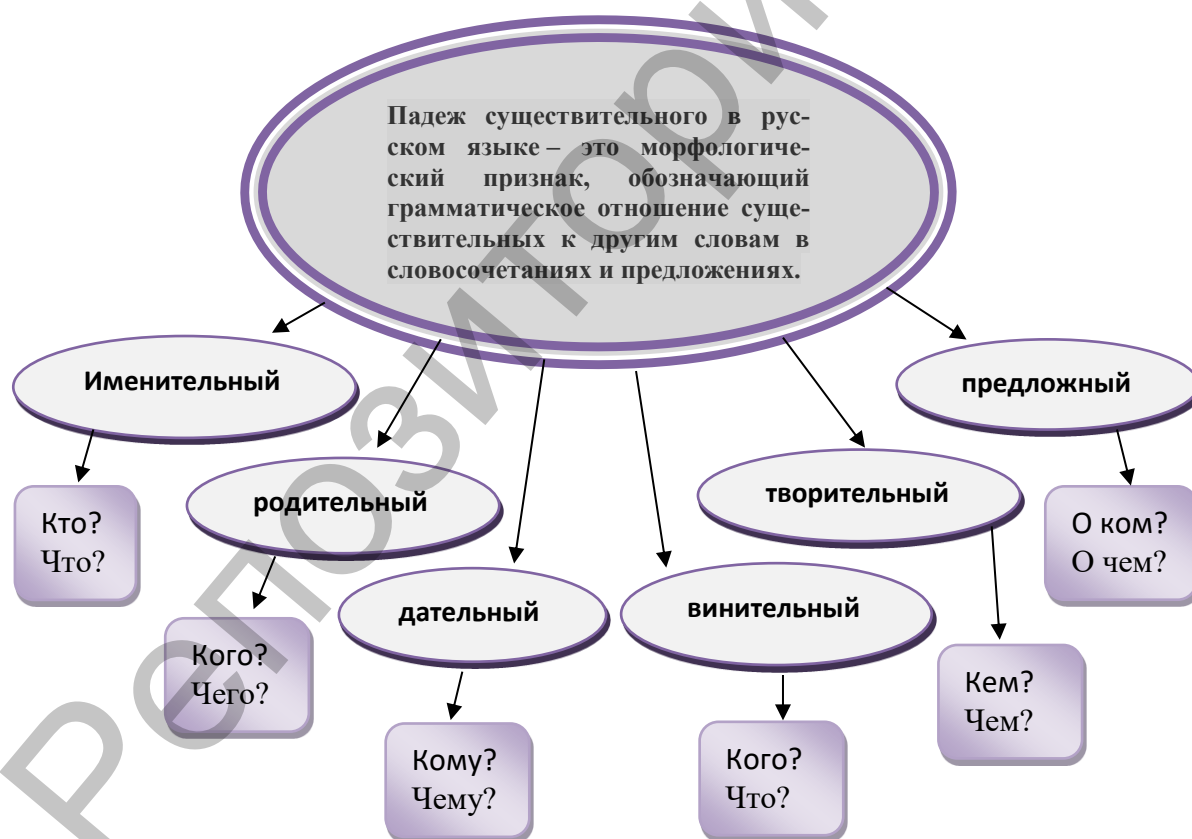 Падеж существительного в рус-
ском языке – это морфологиче-
ский признак, обозначающий
грамматическое отношение суще-
ствительных к другим словам в
словосочетаниях и предложениях.
Именительный
родительный
дательный
винительный
творительный
предложный
Кто?
Что?
Кого?
Чего?
Кому?
Чему?
Кого?
Что?
Кем?
Чем?
О ком?
О чем?
Репозитори